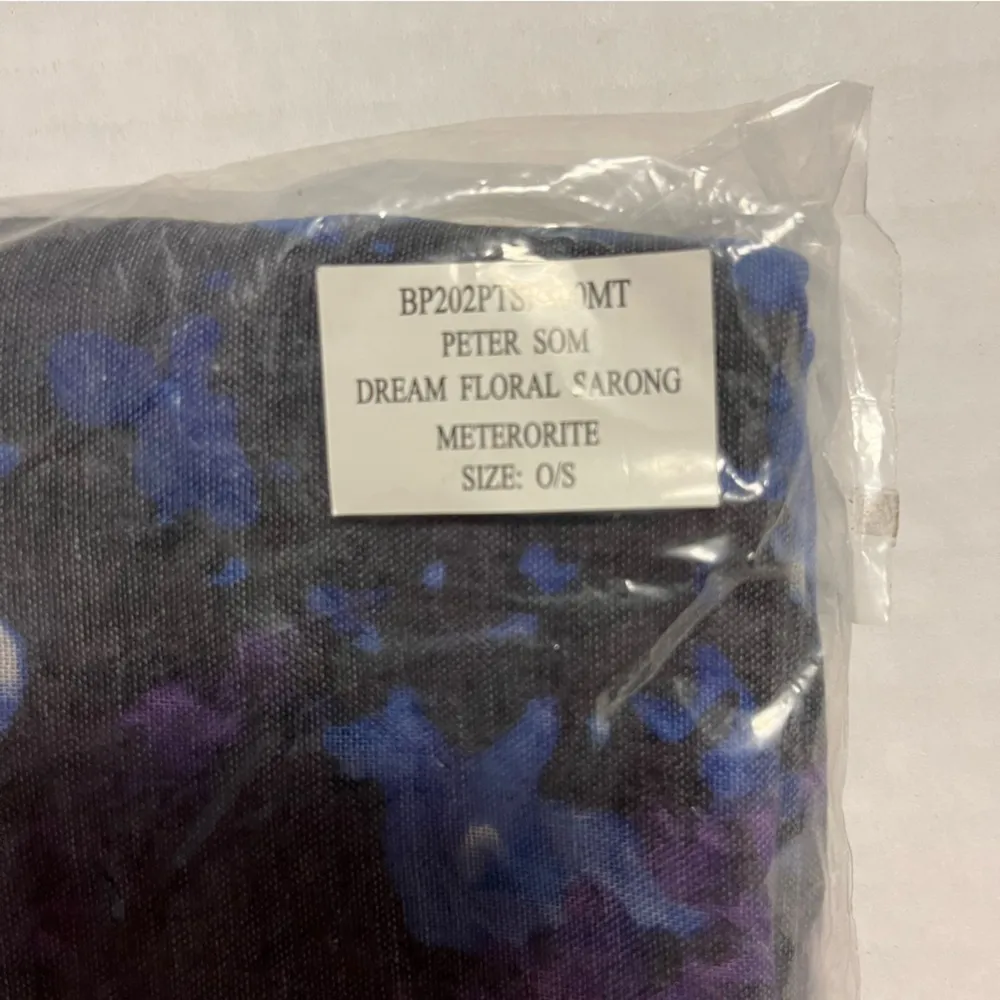 PETER SOM
DREAM FLORAL SARONG
METERORITE
SIZE: O/S